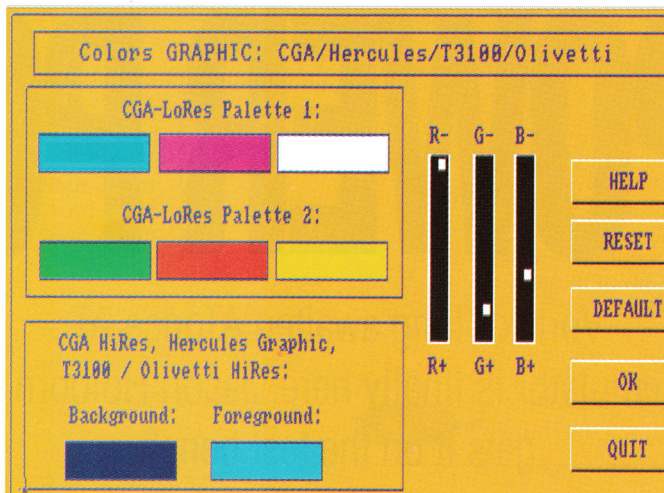 Colors GRAPHIC: CGA/Hercules/T3100/Olivetti
CGA-LoRes Palette 1:
CGA-LoRes Palette 2:
CGA HiRes, Hercules Graphic,
T3100 / Olivetti HiRes:
Background: Foreground:
R- G- B-
R+ G+ B+
HELP
RESET
DEFAULT
OK
QUIT